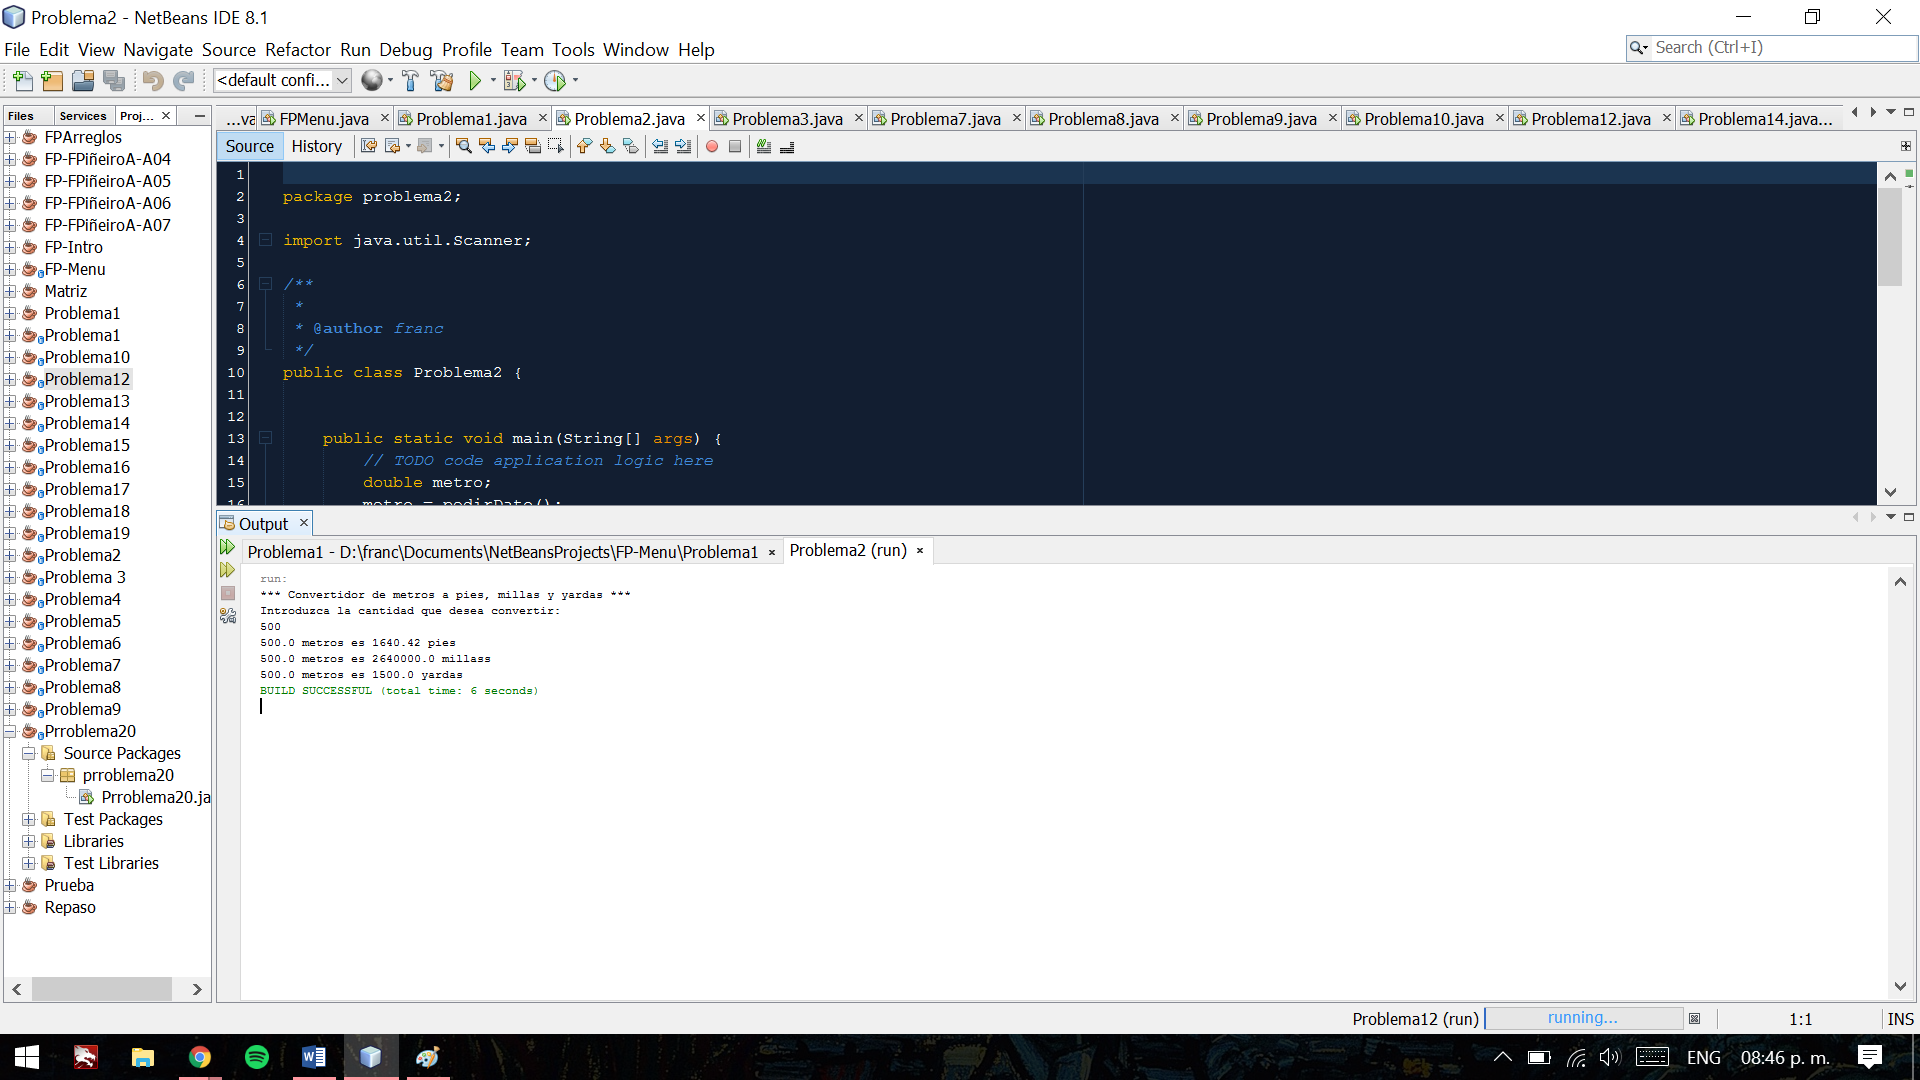 Problema2 - NetBeans IDE 8.1
File Edit View Navigate Source Refactor Run Debug Profile Team Tools Window Help
Search (Ctrl+I)
<default confi...
Files Services Proj...
...va FPMenu.java Problema1.java Problema2.java Problema3.java Problema7.java Problema8.java Problema9.java Problema10.java Problema12.java Problema14.java...
Source History
FPArreglos
FP-FPiñeiroA-A04
FP-FPiñeiroA-A05
FP-FPiñeiroA-A06
FP-FPiñeiroA-A07
FP-Intro
FP-Menu
Matriz
Problema1
Problema1
Problema10
Problema12
Problema13
Problema14
Problema15
Problema16
Problema17
Problema18
Problema19
Problema2
Problema 3
Problema4
Problema5
Problema6
Problema7
Problema8
Problema9
Prroblema20
Source Packages
prroblema20
Prroblema20.ja
Test Packages
Libraries
Test Libraries
Prueba
Repaso
1
2 package problema2;
3
4 import java.util.Scanner;
5
6 /**
7 *
8 * @author franc
9 */
10 public class Problema2 {
11
12
13 public static void main(String[] args) {
14 // TODO code application logic here
15 double metro;
16 metro = pedirDato();
Output
Problema1 - D:\franc\Documents\NetBeansProjects\FP-Menu\Problema1 Problema2 (run)
run:
*** Convertidor de metros a pies, millas y yardas ***
Introduzca la cantidad que desea convertir:
500
500.0 metros es 1640.42 pies
500.0 metros es 2640000.0 millass
500.0 metros es 1500.0 yardas
BUILD SUCCESSFUL (total time: 6 seconds)
Problema12 (run) running... 1:1 INS
ENG 08:46 p. m.